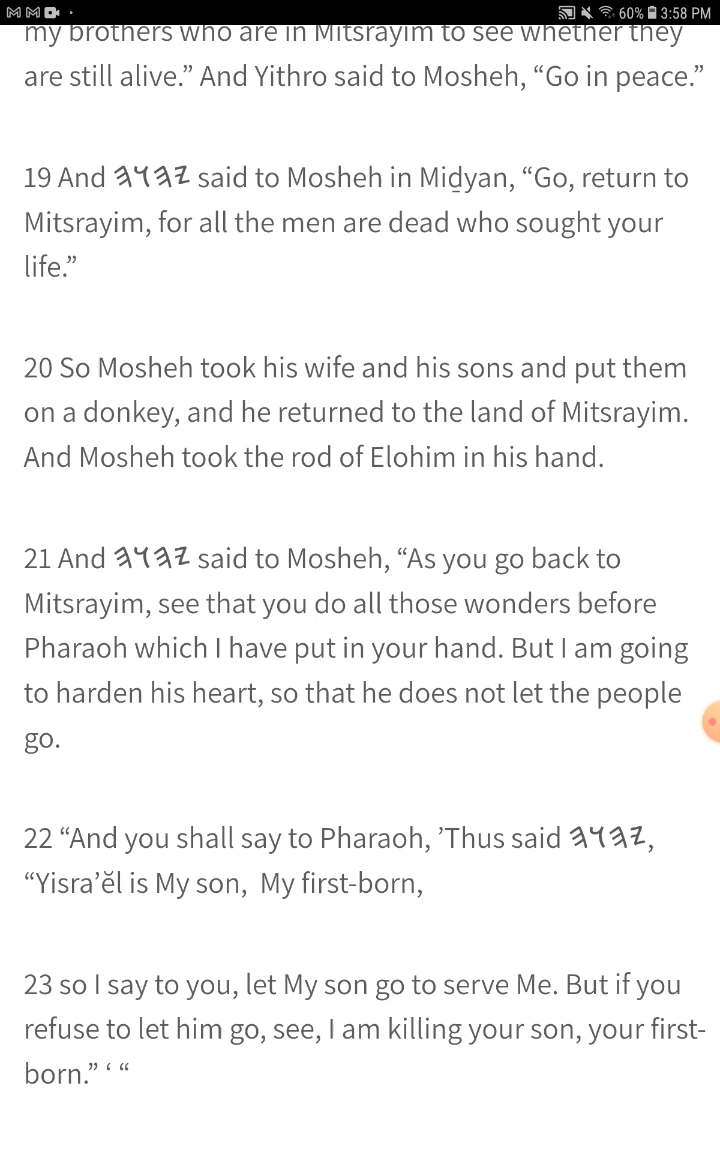 60% 3:58 PM
my brothers who are in Mitsrayim to see whether they
are still alive.” And Yithro said to Mosheh, “Go in peace.”
19 And 𐤉𐤄𐤅𐤄 said to Mosheh in Miḏyan, “Go, return to
Mitsrayim, for all the men are dead who sought your
life.”
20 So Mosheh took his wife and his sons and put them
on a donkey, and he returned to the land of Mitsrayim.
And Mosheh took the rod of Elohim in his hand.
21 And 𐤉𐤄𐤅𐤄 said to Mosheh, “As you go back to
Mitsrayim, see that you do all those wonders before
Pharaoh which I have put in your hand. But I am going
to harden his heart, so that he does not let the people
go.
22 “And you shall say to Pharaoh, ’Thus said 𐤉𐤄𐤅𐤄,
“Yisra’ĕl is My son,  My first-born,
23 so I say to you, let My son go to serve Me. But if you
refuse to let him go, see, I am killing your son, your first-
born.” ‘ “